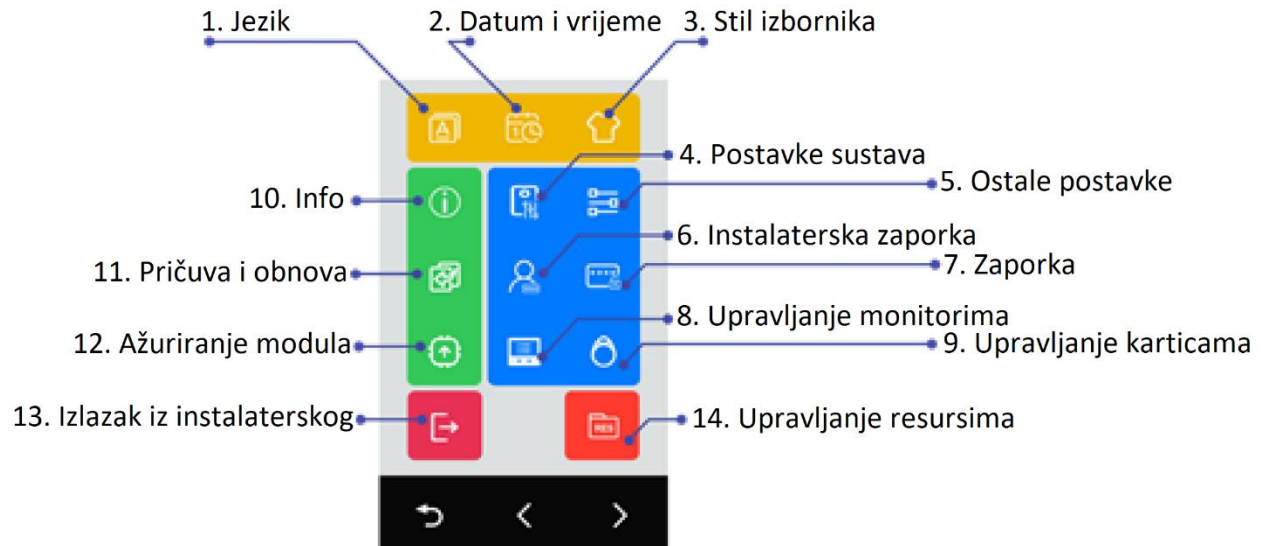 1. Jezik
2. Datum i vrijeme
3. Stil izbornika
4. Postavke sustava
5. Ostale postavke
10. Info
6. Instalaterska zaporka
11. Pričuva i obnova
7. Zaporka
8. Upravljanje monitorima
12. Ažuriranje modula
9. Upravljanje karticama
13. Izlazak iz instalaterskog
14. Upravljanje resursima
A
1
RES